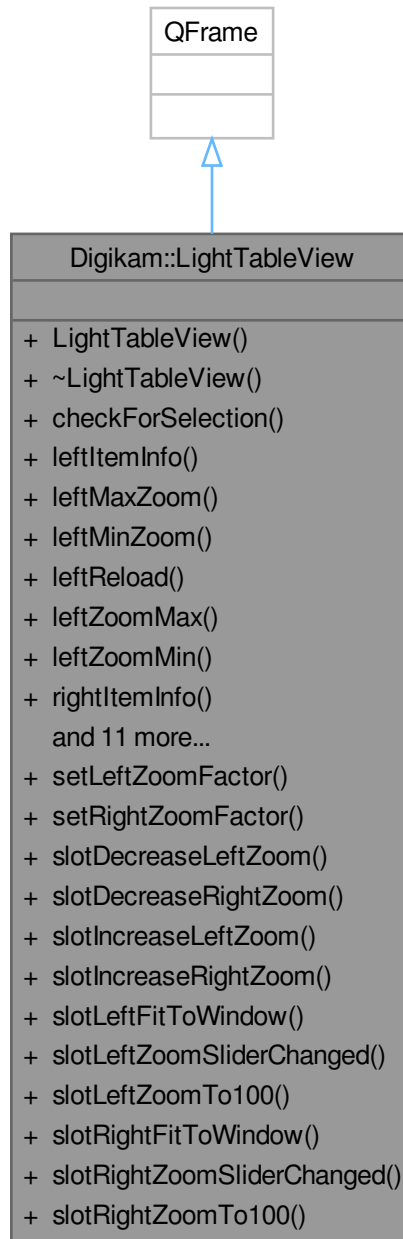 QFrame
Digikam::LightTableView
+ LightTableView()
+ ~LightTableView()
+ checkForSelection()
+ leftItemInfo()
+ leftMaxZoom()
+ leftMinZoom()
+ leftReload()
+ leftZoomMax()
+ leftZoomMin()
+ rightItemInfo()
and 11 more...
+ setLeftZoomFactor()
+ setRightZoomFactor()
+ slotDecreaseLeftZoom()
+ slotDecreaseRightZoom()
+ slotIncreaseLeftZoom()
+ slotIncreaseRightZoom()
+ slotLeftFitToWindow()
+ slotLeftZoomSliderChanged()
+ slotLeftZoomTo100()
+ slotRightFitToWindow()
+ slotRightZoomSliderChanged()
+ slotRightZoomTo100()